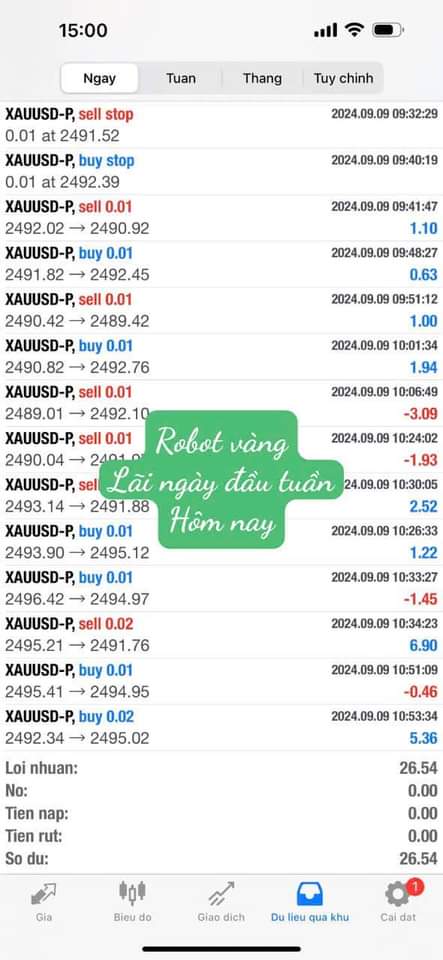 15:00
Ngay Tuan Thang Tuy chinh
XAUUSD-P, sell stop 2024.09.09 09:32:29
0.01 at 2491.52
XAUUSD-P, buy stop 2024.09.09 09:40:19
0.01 at 2492.39
XAUUSD-P, sell 0.01 2024.09.09 09:41:47
2492.02 → 2490.92 1.10
XAUUSD-P, buy 0.01 2024.09.09 09:48:27
2491.82 → 2492.45 0.63
XAUUSD-P, sell 0.01 2024.09.09 09:51:12
2490.42 → 2489.42 1.00
XAUUSD-P, buy 0.01 2024.09.09 10:01:34
2490.82 → 2492.76 1.94
XAUUSD-P, sell 0.01 2024.09.09 10:06:49
2489.01 → 2492.10 -3.09
XAUUSD-P, sell 0.01 2024.09.09 10:24:02
2490.04 → -1.93
XAUUSD-P, 24.09.09 10:30:05
2493.14 → 2491.88 2.52
Robot vàng
Lãi ngày đầu tuần
Hôm nay
XAUUSD-P, buy 0.01 2024.09.09 10:26:33
2493.90 → 2495.12 1.22
XAUUSD-P, buy 0.01 2024.09.09 10:33:27
2496.42 → 2494.97 -1.45
XAUUSD-P, sell 0.02 2024.09.09 10:34:23
2495.21 → 2491.76 6.90
XAUUSD-P, buy 0.01 2024.09.09 10:51:09
2495.41 → 2494.95 -0.46
XAUUSD-P, buy 0.02 2024.09.09 10:53:34
2492.34 → 2495.02 5.36
Loi nhuan: 26.54
No: 0.00
Tien nap: 0.00
Tien rut: 0.00
So du: 26.54
1
Gia Bieu do Giao dich Du lieu qua khu Cai dat